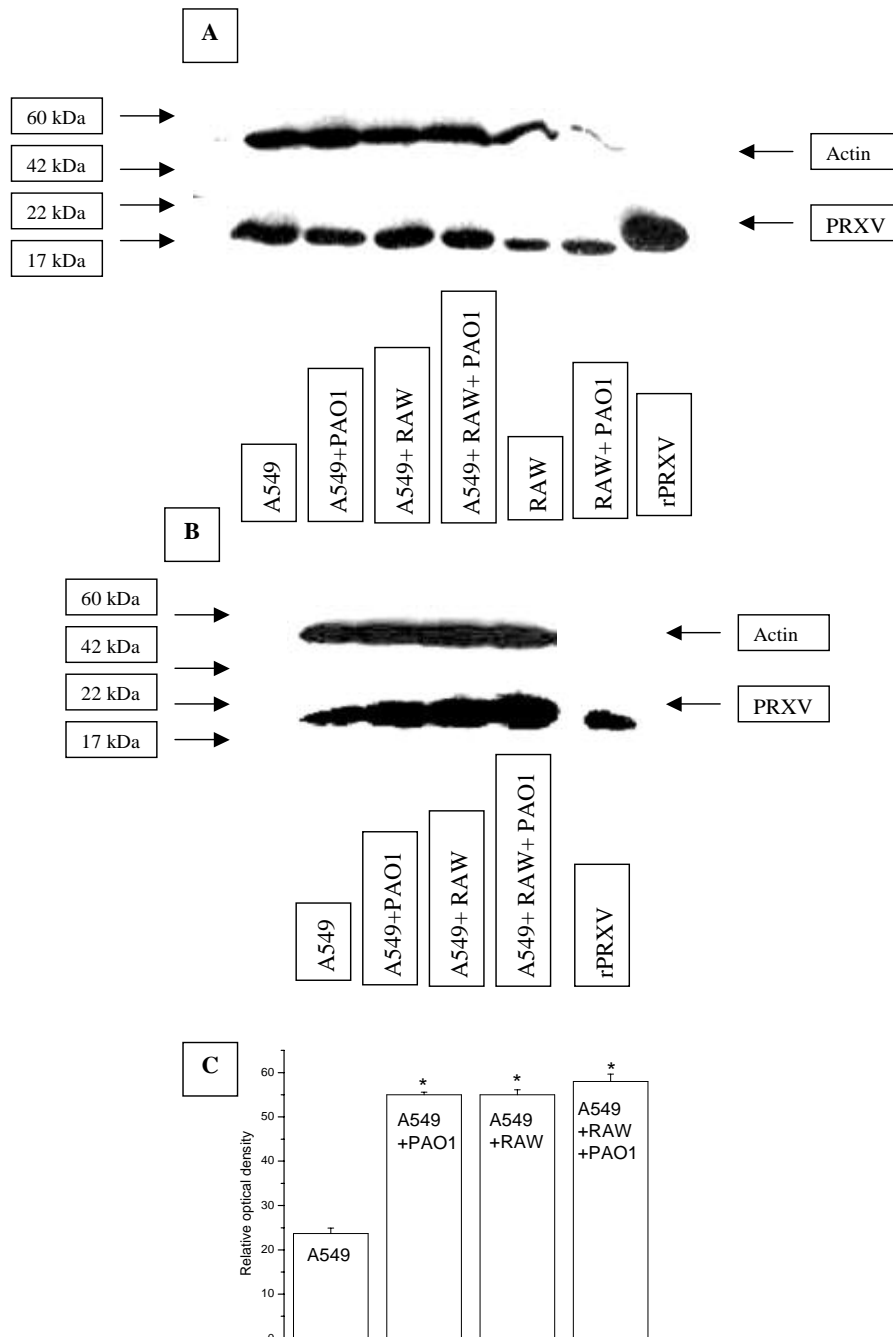 A
60 kDa
42 kDa
22 kDa
17 kDa
Actin
PRXV
A549
A549+PAO1
A549+ RAW
A549+ RAW+ PAO1
RAW
RAW+ PAO1
rPRXV
B
60 kDa
42 kDa
22 kDa
17 kDa
Actin
PRXV
A549
A549+PAO1
A549+ RAW
A549+ RAW+ PAO1
rPRXV
C
Relative optical density
60
50
40
30
20
10
0
A549
*
A549
+PAO1
*
A549
+RAW
*
A549
+RAW
+PAO1